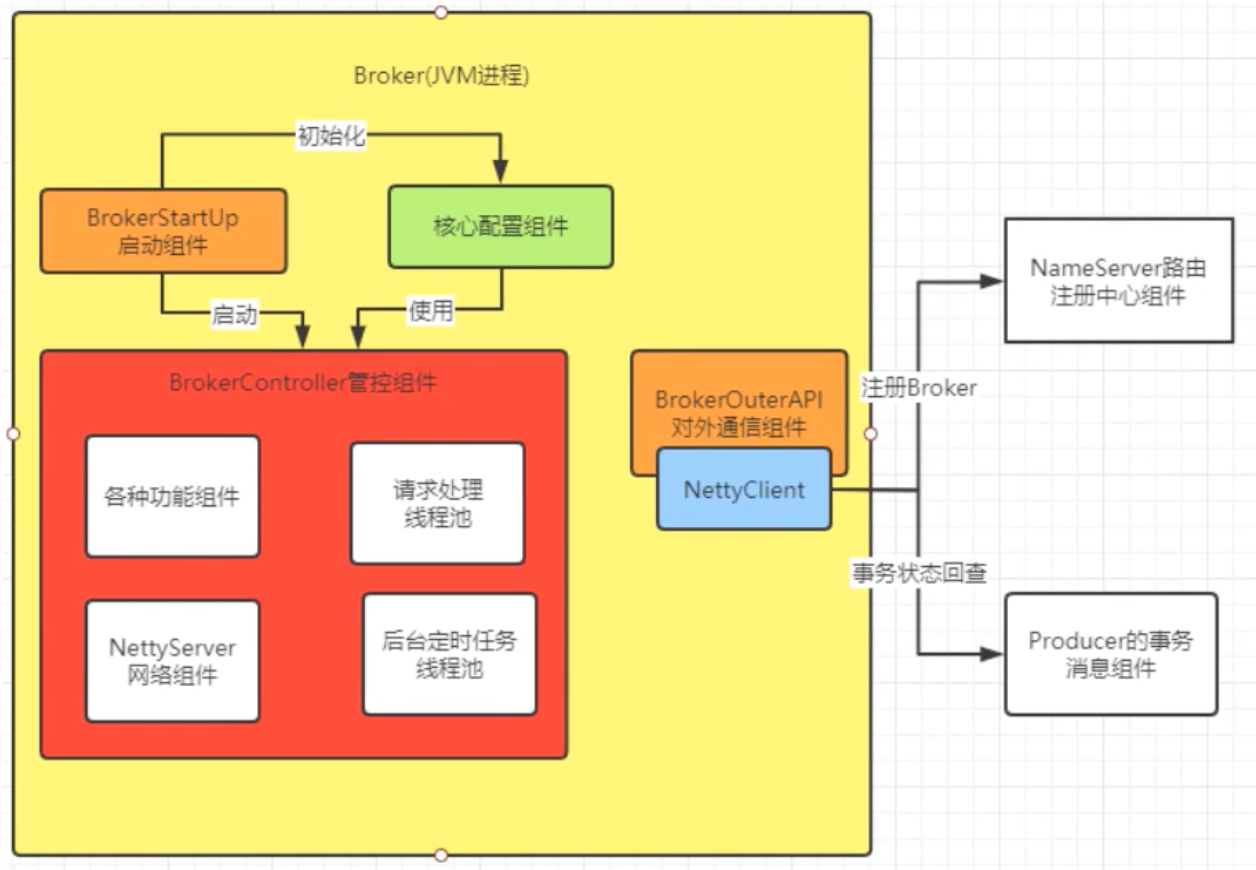 Broker(JVM进程)
初始化
BrokerStartUp
启动组件
核心配置组件
启动
使用
BrokerController管控组件
各种功能组件
请求处理
线程池
NettyServer
网络组件
后台定时任务
线程池
BrokerOuterAPI
对外通信组件
NettyClient
注册Broker
事务状态回查
NameServer路由
注册中心组件
Producer的事务
消息组件